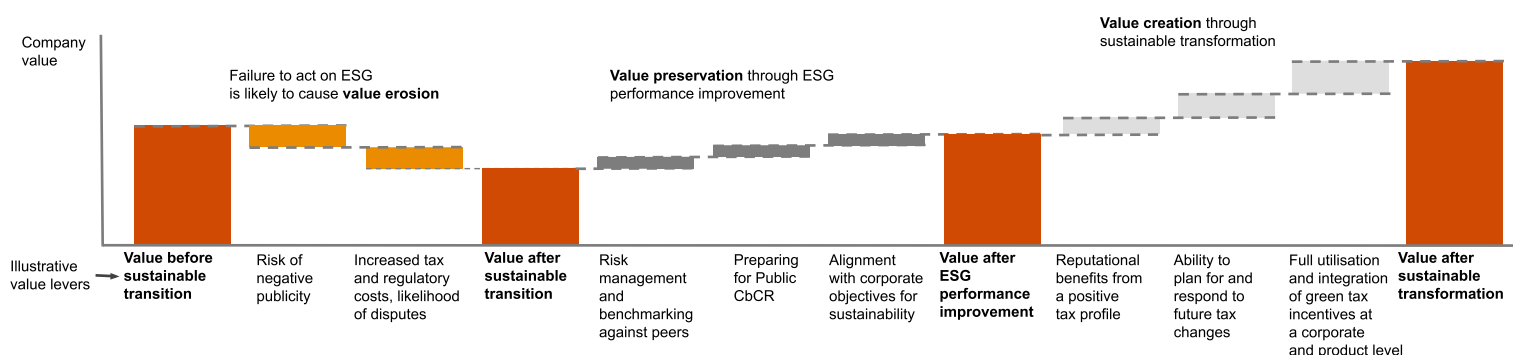 Company
value
Failure to act on ESG
is likely to cause value erosion
Value preservation through ESG
performance improvement
Value creation through
sustainable transformation
Illustrative
value levers
Value before
sustainable
transition
Risk of
negative
publicity
Increased tax
and regulatory
costs, likelihood
of disputes
Value after
sustainable
transition
Risk
management
and
benchmarking
against peers
Preparing
for Public
CbCR
Alignment
with corporate
objectives for
sustainability
Value after
ESG
performance
improvement
Reputational
benefits from
a positive
tax profile
Ability to
plan for and
respond to
future tax
changes
Full utilisation
and integration
of green tax
incentives at
a corporate
and product level
Value after
sustainable
transformation